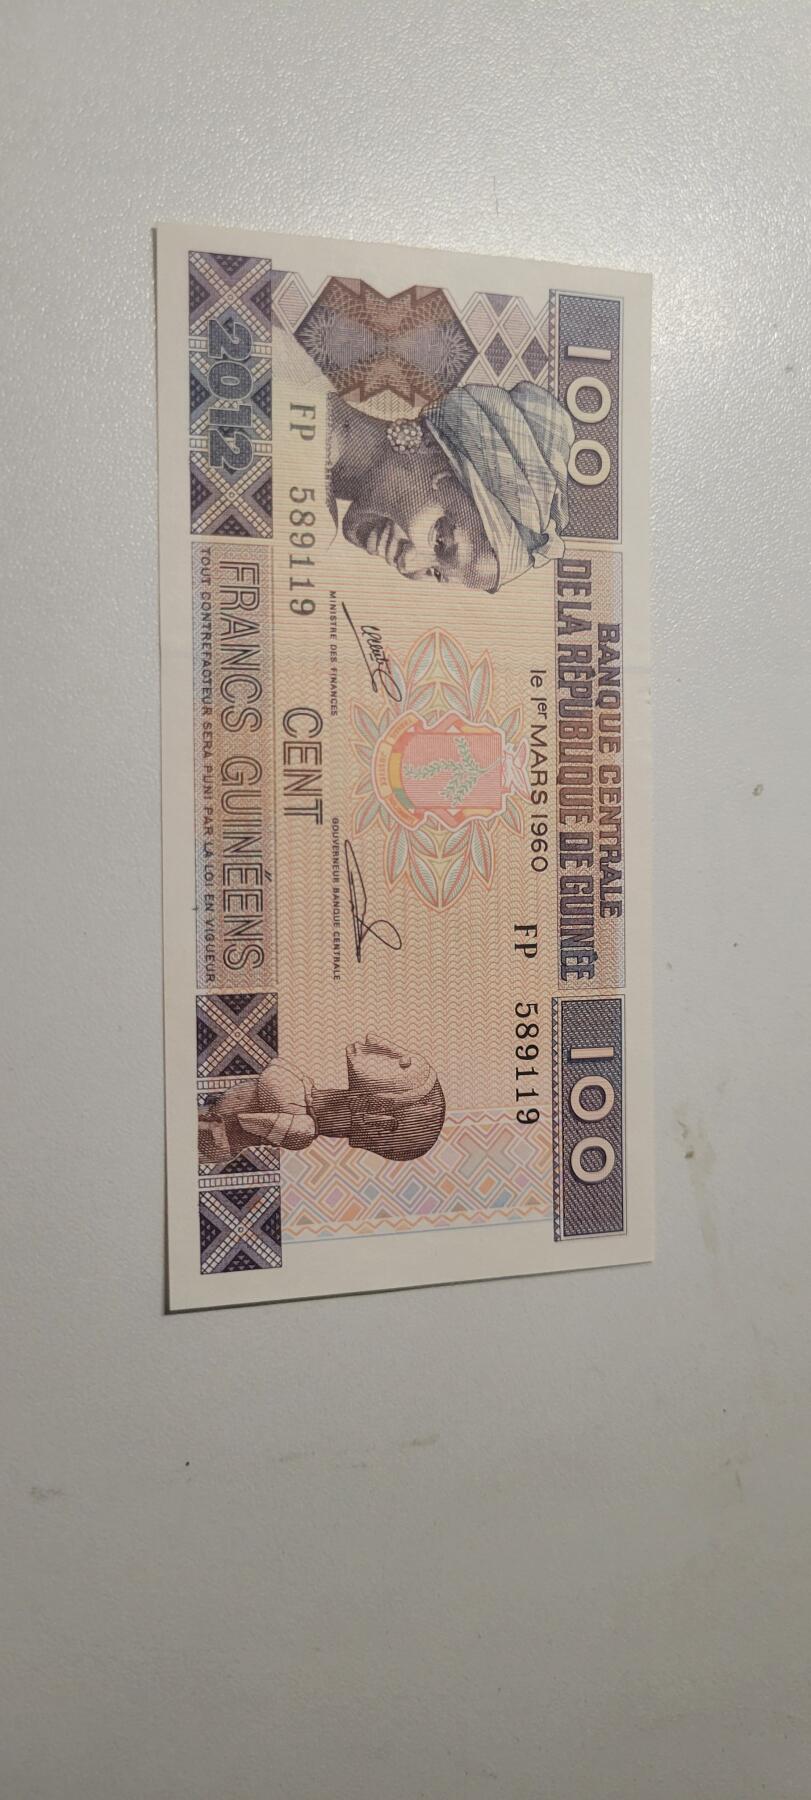 100
BANQUE CENTRALE
DE LA RÉPUBLIQUE DE GUINÉE
100
le 1er MARS 1960
FP 589119
MINISTRE DES FINANCES
GOUVERNEUR BANQUE CENTRALE
FP 589119
CENT
2012
FRANCS GUINÉENS
TOUT CONTREFACTEUR SERA PUNI PAR LA LOI EN VIGUEUR